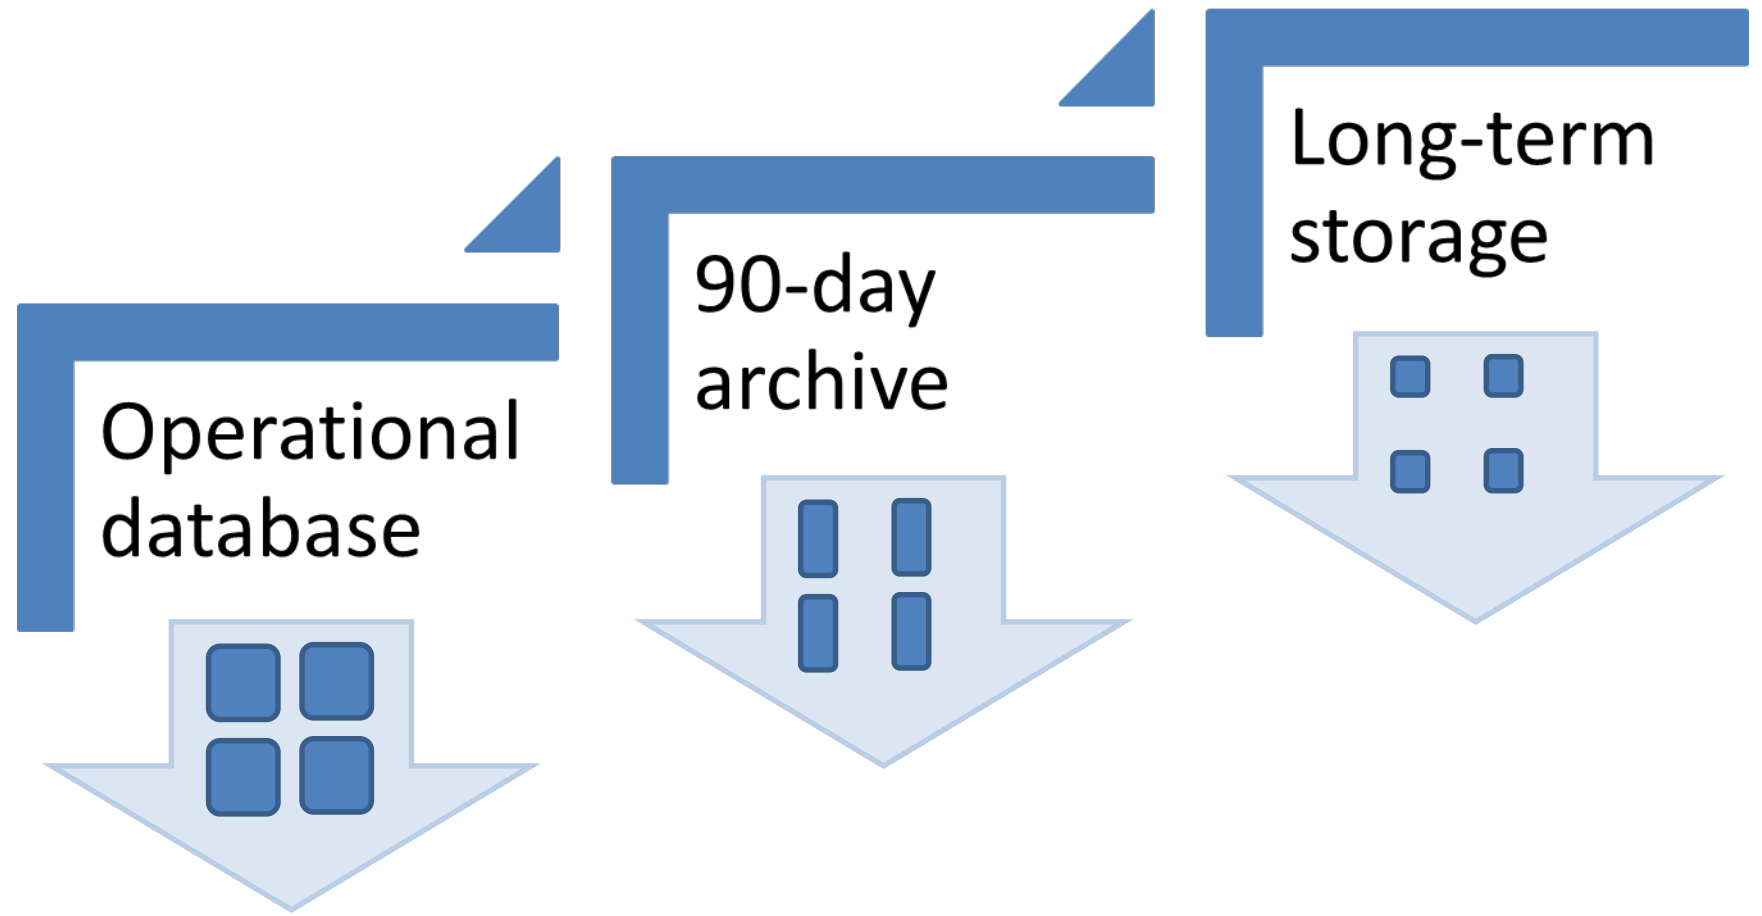 Operational
database
90-day
archive
Long-term
storage